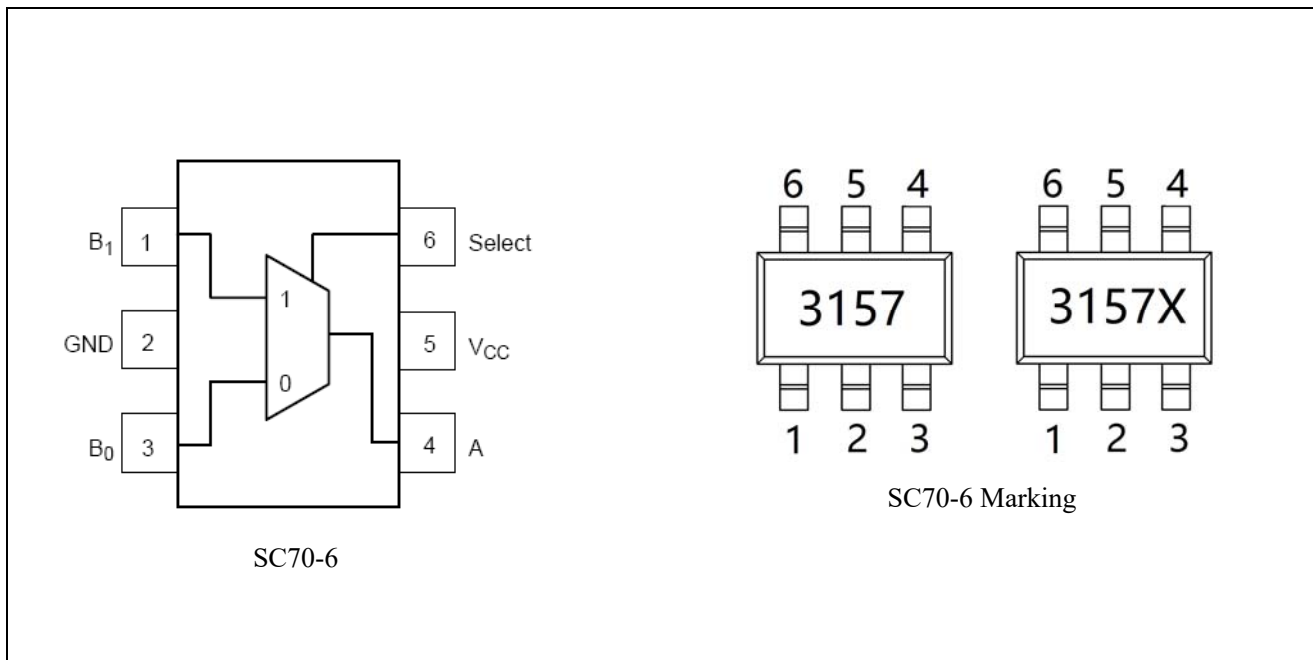 B₁ 1
6 Select
1
GND 2
5 V_CC
0
B₀ 3
4 A
SC70-6
6 5 4
3157
1 2 3
6 5 4
3157X
1 2 3
SC70-6 Marking